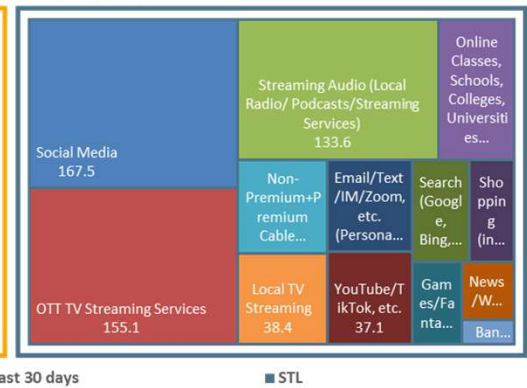 Social Media
167.5
OTT TV Streaming Services
155.1
Streaming Audio (Local
Radio/ Podcasts/Streaming
Services)
133.6
Online
Classes,
Schools,
Colleges,
Universiti
es...
Non-
Premium+P
remium
Cable...
Email/Text
/IM/Zoom,
etc.
(Persona...
Search
(Googl
e,
Bing,...
Sho
ppin
g
(in...
Local TV
Streaming
38.4
YouTube/T
ikTok, etc.
37.1
Gam
es/Fa
nta...
News
/W...
Ban...
ast 30 days
STL